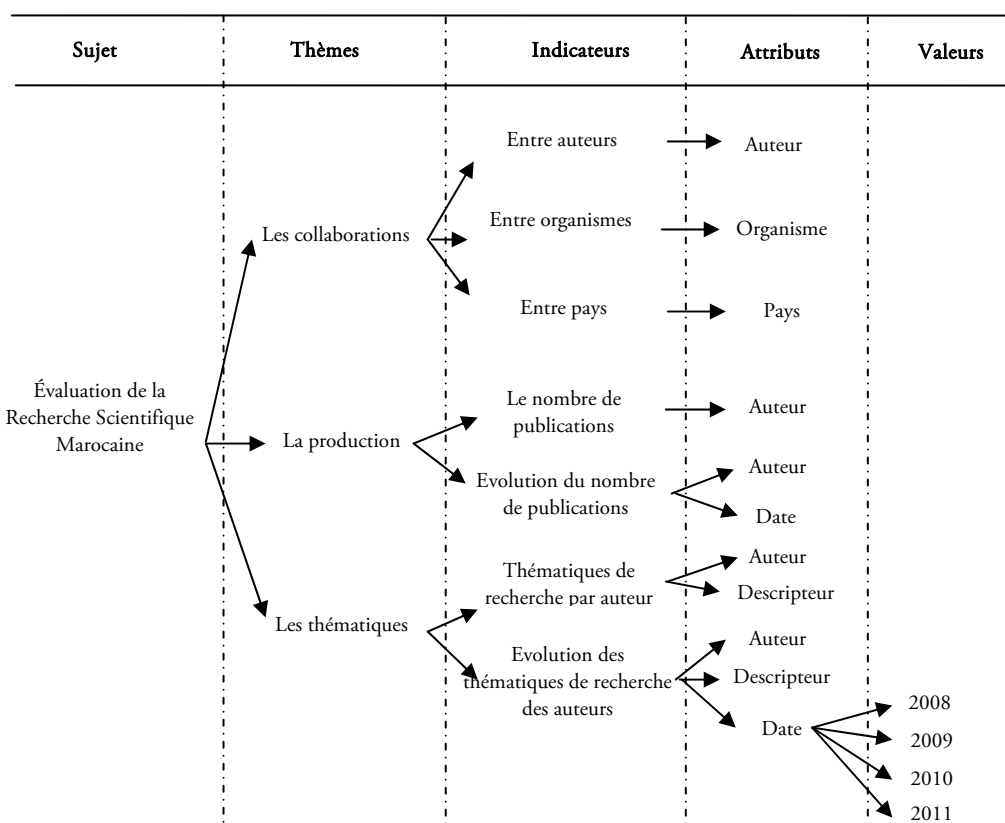 Sujet Thèmes Indicateurs Attributs Valeurs
Entre auteurs Auteur
Entre organismes Organisme
Les collaborations
Entre pays Pays
Évaluation de la
Recherche Scientifique
Marocaine
Le nombre de
publications
Auteur
La production
Evolution du nombre
de publications
Auteur
Date
Thématiques de
recherche par auteur
Auteur
Descripteur
Les thématiques
Evolution des
thématiques de recherche
des auteurs
Auteur
Descripteur
Date
2008
2009
2010
2011